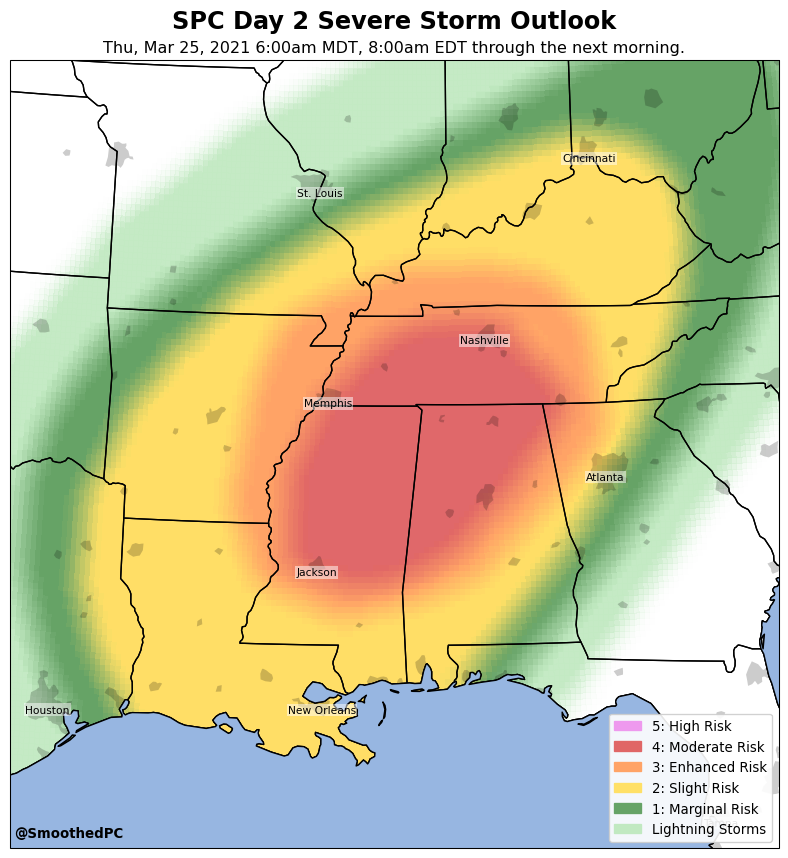 SPC Day 2 Severe Storm Outlook
Thu, Mar 25, 2021 6:00am MDT, 8:00am EDT through the next morning.
Cincinnati
St. Louis
Nashville
Memphis
Atlanta
Jackson
Houston
New Orleans
5: High Risk
4: Moderate Risk
3: Enhanced Risk
2: Slight Risk
1: Marginal Risk
Lightning Storms
@SmoothedPC